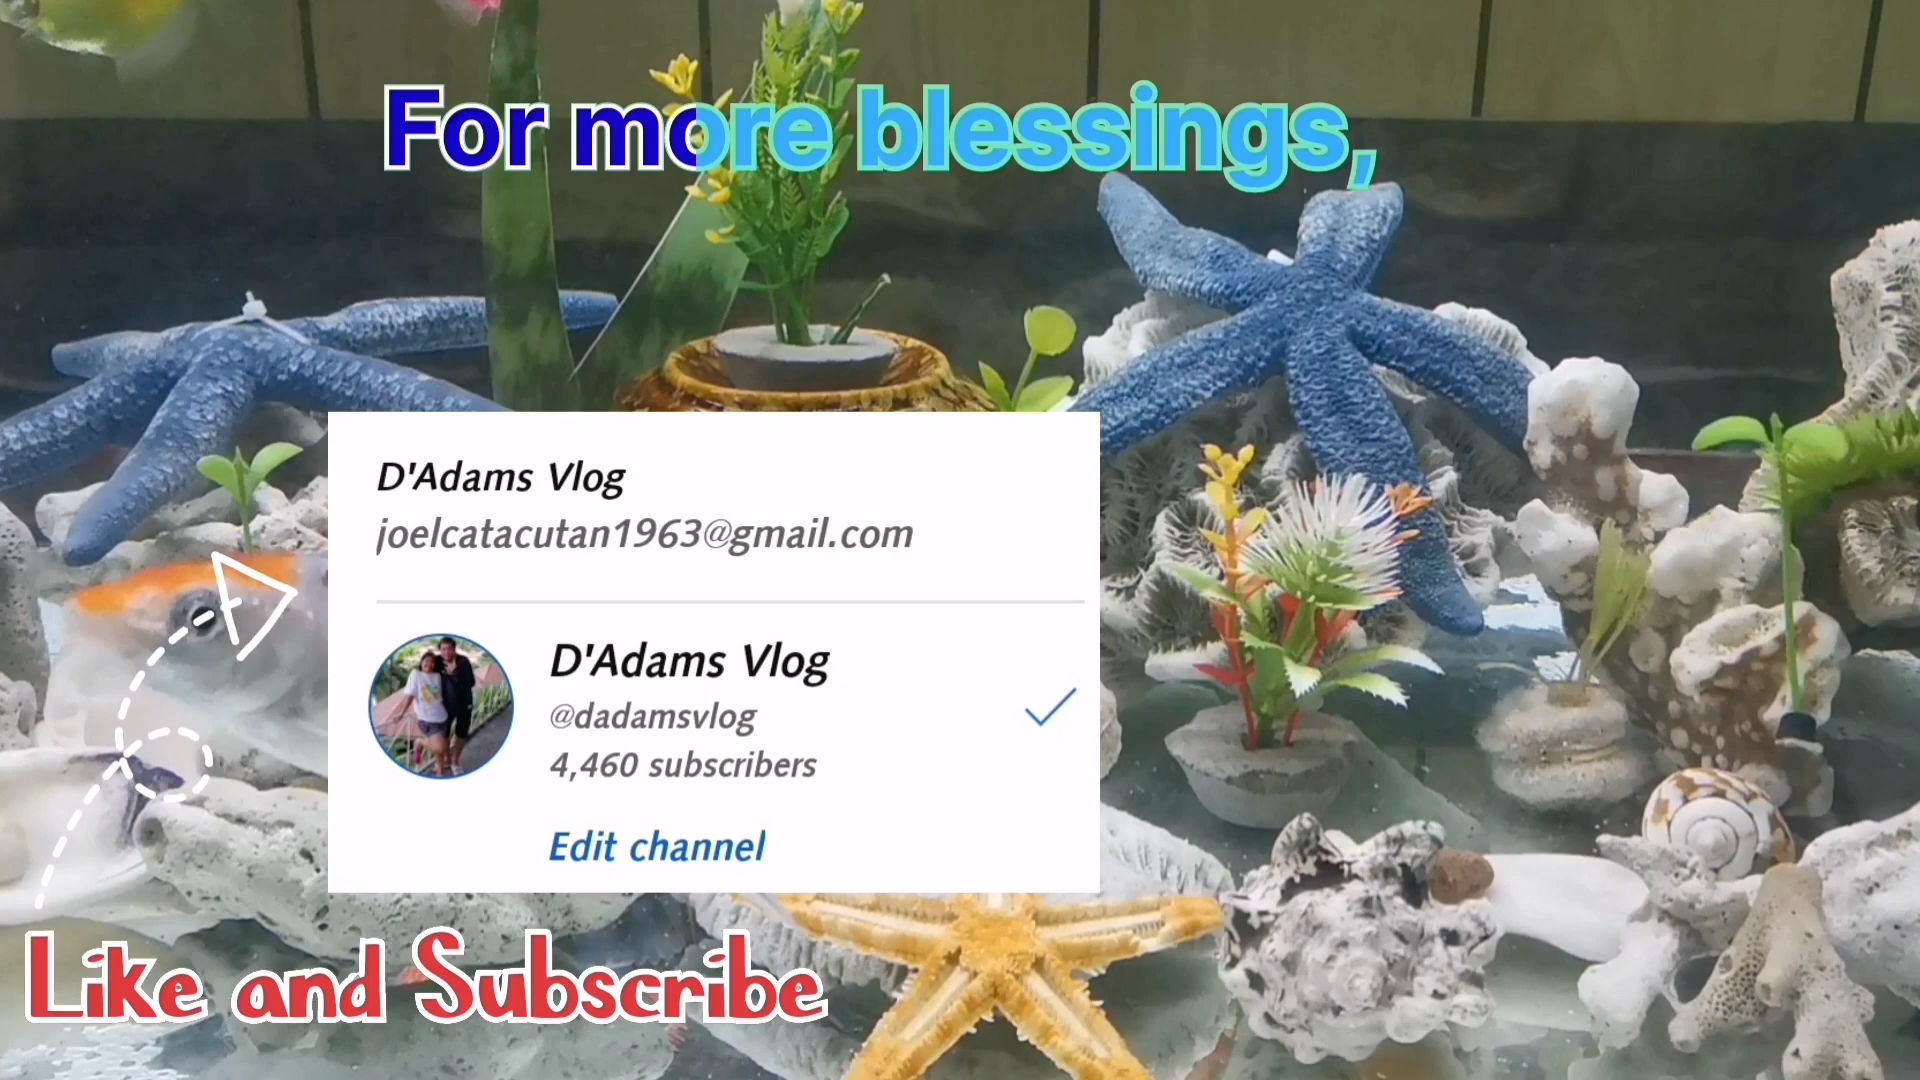 For more blessings,
D'Adams Vlog
joelcatacutan1963@gmail.com
D'Adams Vlog
@dadamsvlog
4,460 subscribers
Edit channel
Like and Subscribe